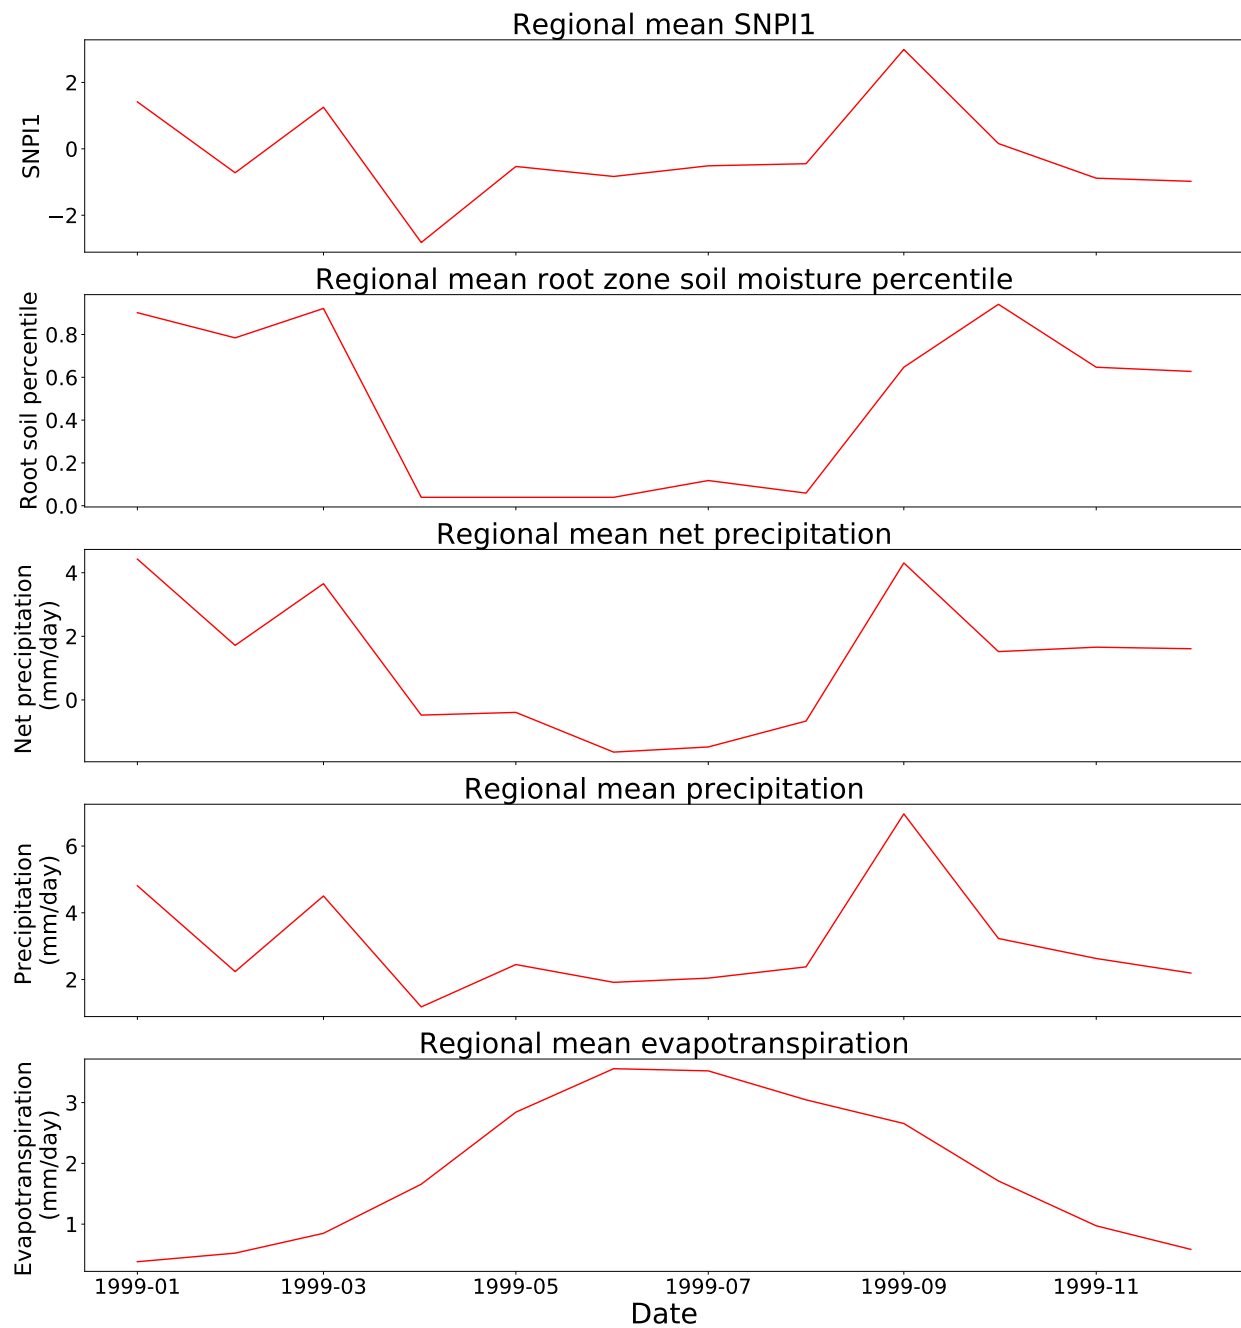 Regional mean SNPI1
SNPI1
2
0
−2
Regional mean root zone soil moisture percentile
Root soil percentile
0.8
0.6
0.4
0.2
0.0
Regional mean net precipitation
Net precipitation
(mm/day)
4
2
0
Regional mean precipitation
Precipitation
(mm/day)
6
4
2
Regional mean evapotranspiration
Evapotranspiration
(mm/day)
3
2
1
1999-01 1999-03 1999-05 1999-07 1999-09 1999-11
Date